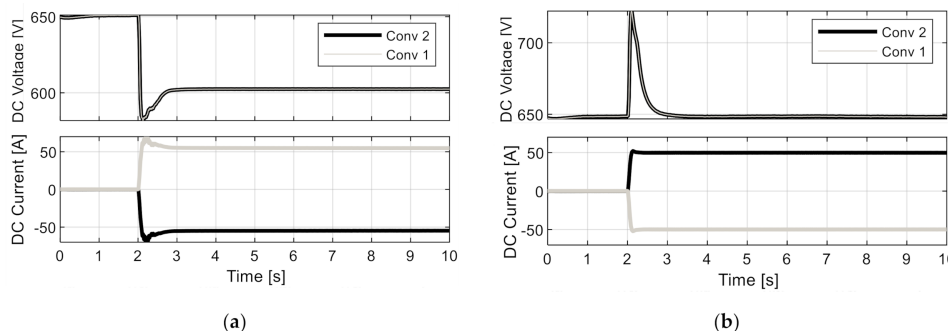 650
600
DC Voltage [V]
Conv 2
Conv 1
50
0
-50
DC Current [A]
0 1 2 3 4 5 6 7 8 9 10
Time [s]
(a)
700
650
DC Voltage [V]
Conv 2
Conv 1
50
0
-50
DC Current [A]
0 1 2 3 4 5 6 7 8 9 10
Time [s]
(b)